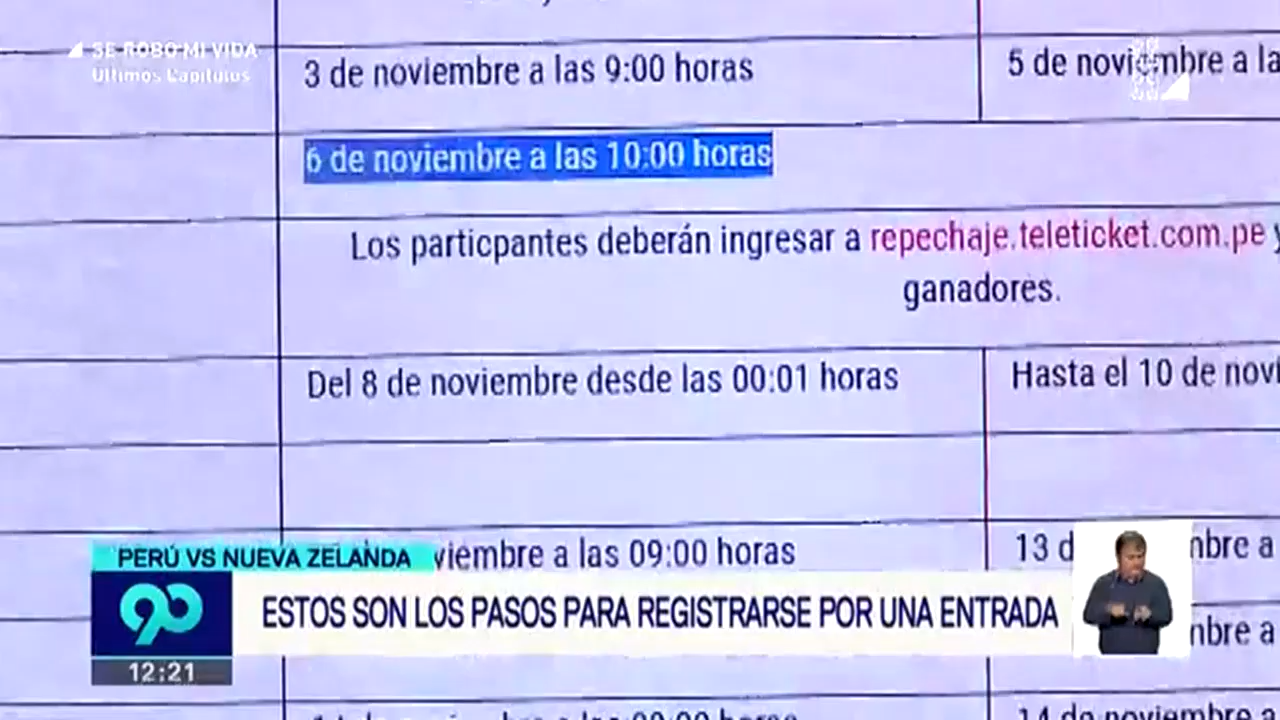 SE ROBÓ MI VIDA
Últimos Capítulos
3 de noviembre a las 9:00 horas
5 de noviembre a la
6 de noviembre a las 10:00 horas
Los particpantes deberán ingresar a repechaje.teleticket.com.pe y
ganadores.
Del 8 de noviembre desde las 00:01 horas
Hasta el 10 de novi
viembre a las 09:00 horas
13 d
mbre a
PERÚ VS NUEVA ZELANDA
90
ESTOS SON LOS PASOS PARA REGISTRARSE POR UNA ENTRADA
mbre a
12:21
14 de noviembre a